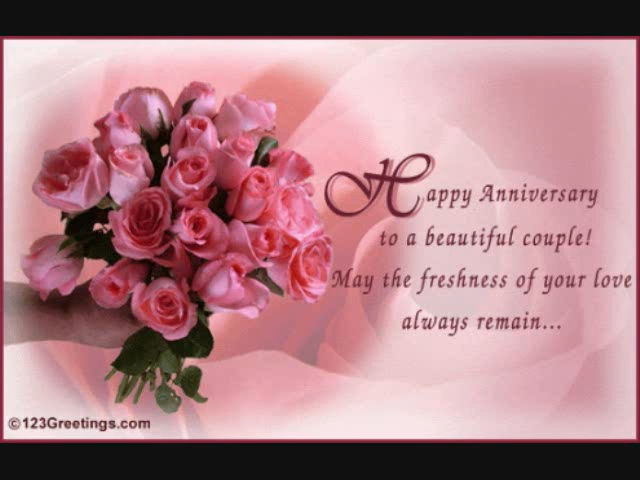 Happy Anniversary
to a beautiful couple!
May the freshness of your love
always remain...
©123Greetings.com